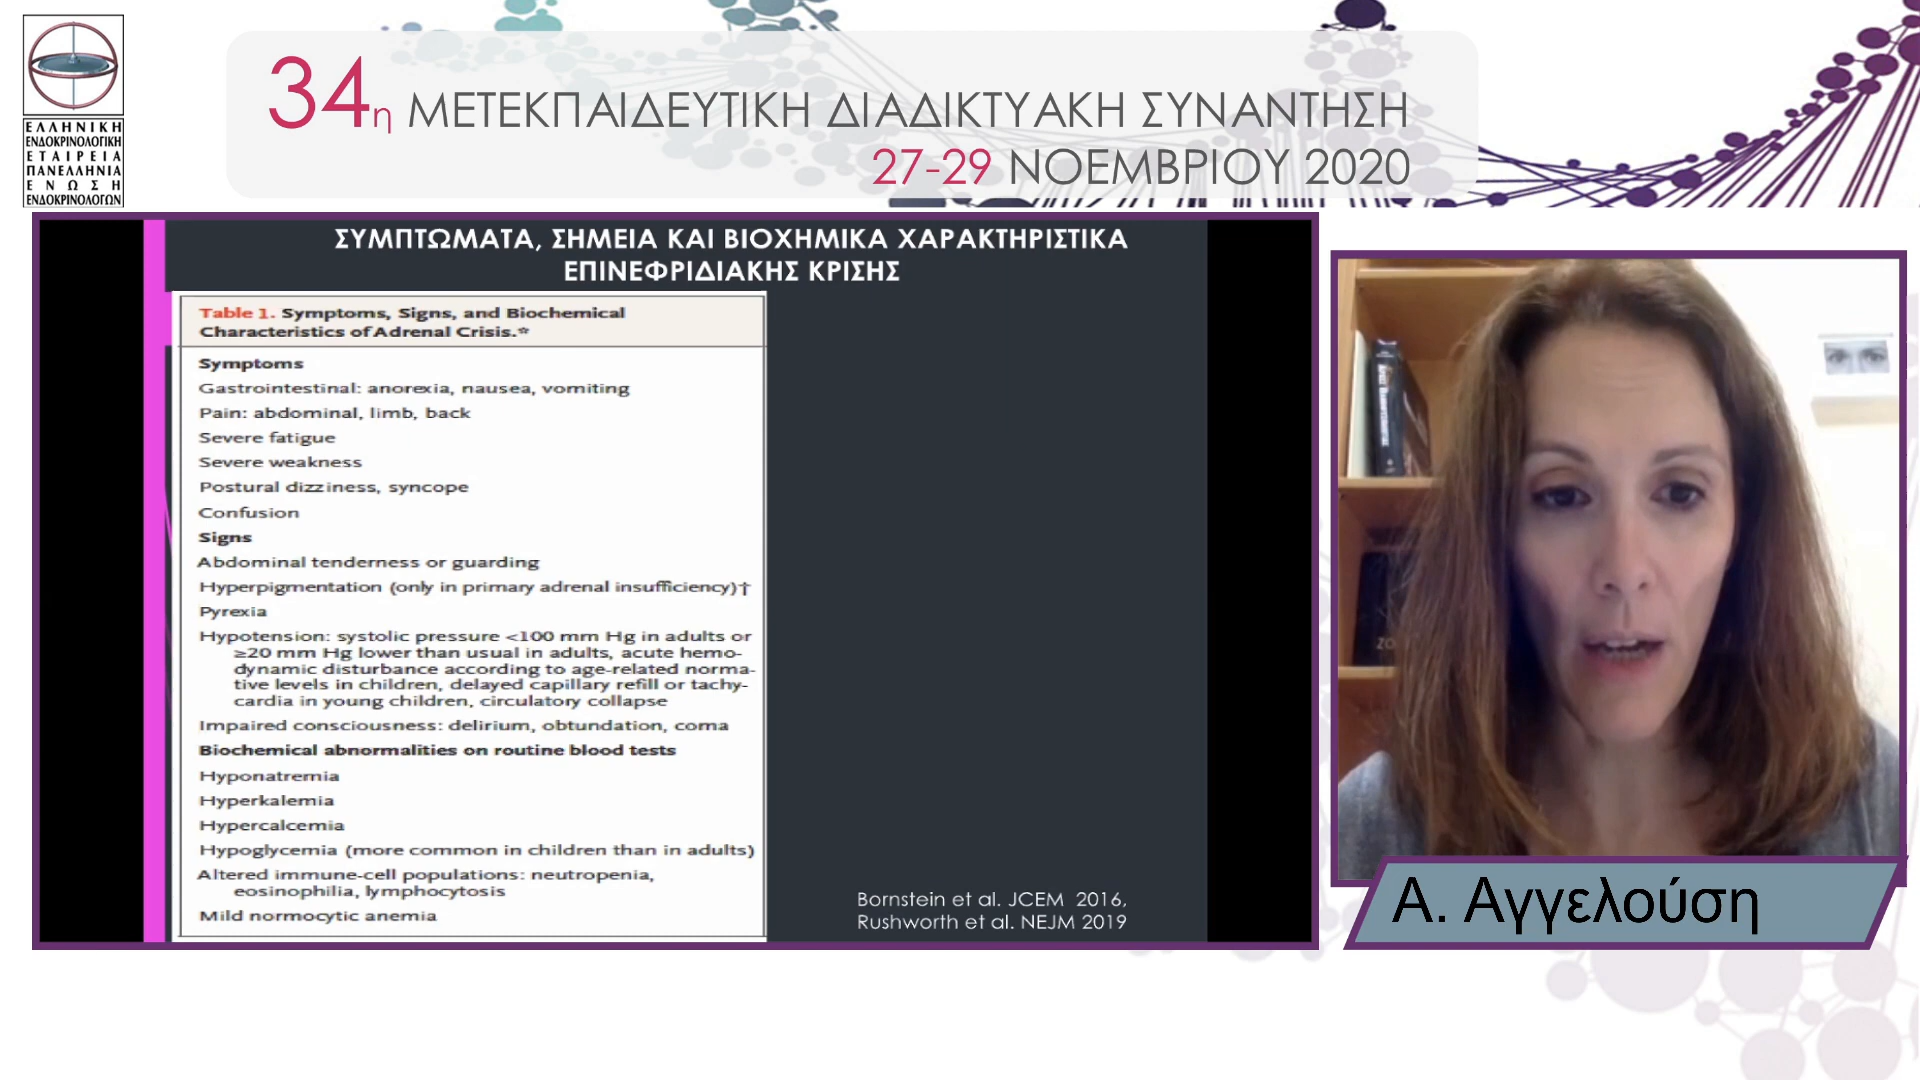 34η ΜΕΤΕΚΠΑΙΔΕΥΤΙΚΗ ΔΙΑΔΙΚΤΥΑΚΗ ΣΥΝΑΝΤΗΣΗ
27-29 ΝΟΕΜΒΡΙΟΥ 2020
ΕΛΛΗΝΙΚΗ
ΕΝΔΟΚΡΙΝΟΛΟΓΙΚΗ
ΕΤΑΙΡΕΙΑ
ΠΑΝΕΛΛΗΝΙΑ
ΕΝΩΣΗ
ΕΝΔΟΚΡΙΝΟΛΟΓΩΝ
ΣΥΜΠΤΩΜΑΤΑ, ΣΗΜΕΙΑ ΚΑΙ ΒΙΟΧΗΜΙΚΑ ΧΑΡΑΚΤΗΡΙΣΤΙΚΑ
ΕΠΙΝΕΦΡΙΔΙΑΚΗΣ ΚΡΙΣΗΣ
Table 1. Symptoms, Signs, and Biochemical
Characteristics of Adrenal Crisis.*
Symptoms
Gastrointestinal: anorexia, nausea, vomiting
Pain: abdominal, limb, back
Severe fatigue
Severe weakness
Postural dizziness, syncope
Confusion
Signs
Abdominal tenderness or guarding
Hyperpigmentation (only in primary adrenal insufficiency)†
Pyrexia
Hypotension: systolic pressure <100 mm Hg in adults or
≥20 mm Hg lower than usual in adults, acute hemo-
dynamic disturbance according to age-related norma-
tive levels in children, delayed capillary refill or tachy-
cardia in young children, circulatory collapse
Impaired consciousness: delirium, obtundation, coma
Biochemical abnormalities on routine blood tests
Hyponatremia
Hyperkalemia
Hypercalcemia
Hypoglycemia (more common in children than in adults)
Altered immune-cell populations: neutropenia,
eosinophilia, lymphocytosis
Mild normocytic anemia
Bornstein et al. JCEM 2016,
Rushworth et al. NEJM 2019
Α. Αγγελούση